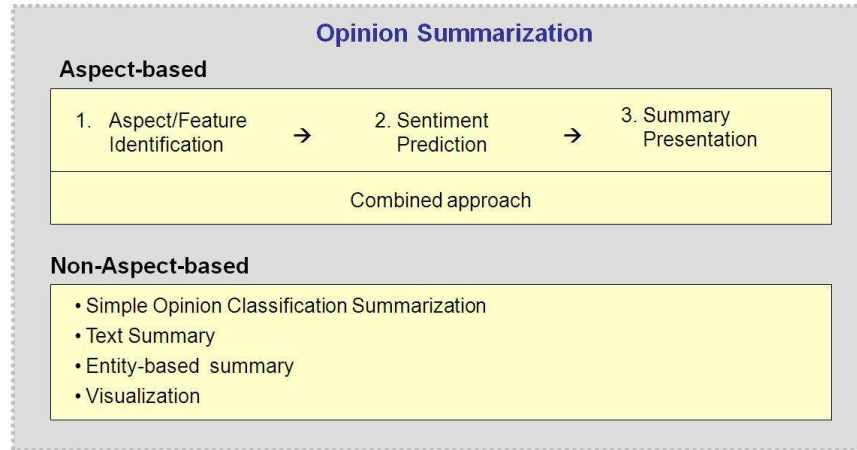 Opinion Summarization
Aspect-based
1. Aspect/Feature Identification → 2. Sentiment Prediction → 3. Summary Presentation
Combined approach
Non-Aspect-based
• Simple Opinion Classification Summarization
• Text Summary
• Entity-based summary
• Visualization